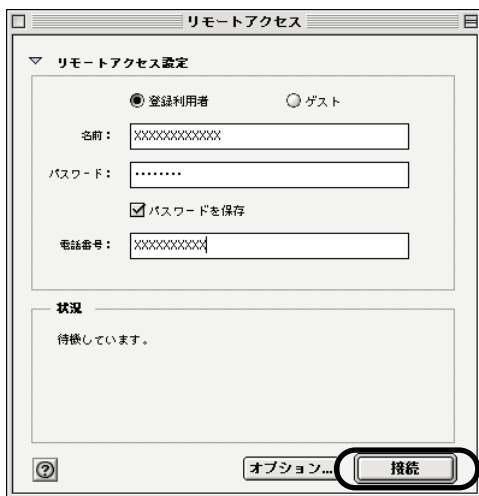 リモートアクセス
リモートアクセス設定
登録利用者 ゲスト
名前： XXXXXXXXXXXX
パスワード： ••••••••
パスワードを保存
電話番号： XXXXXXXXXX
状況
待機しています。
? オプション... 接続